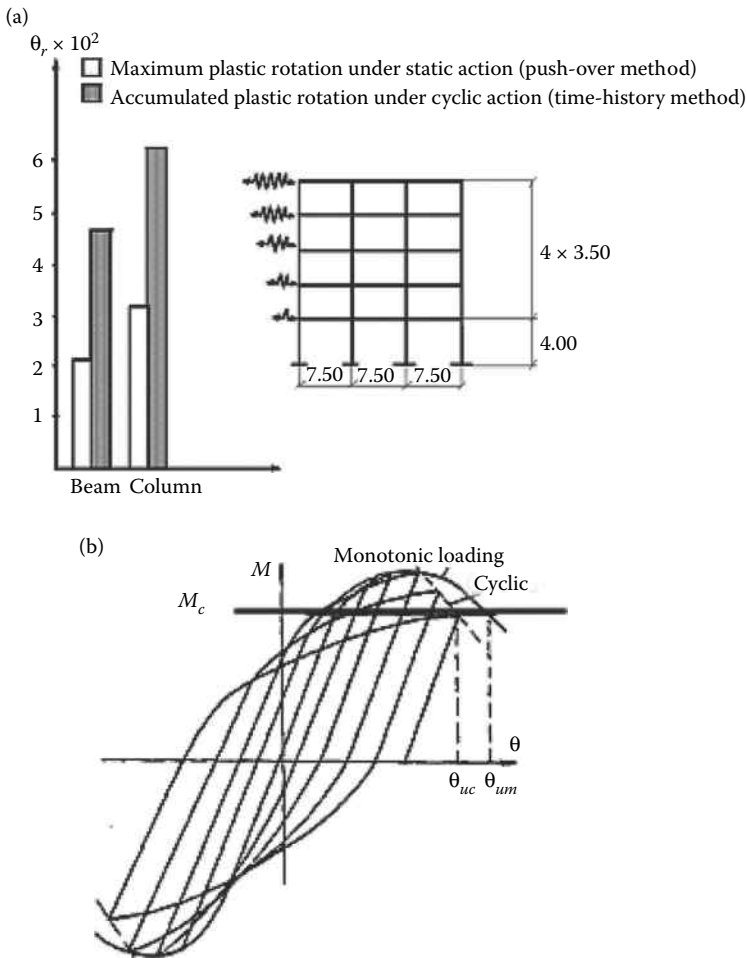 (a)
θr × 10²
Maximum plastic rotation under static action (push-over method)
Accumulated plastic rotation under cyclic action (time-history method)
6
5
4
3
2
1
Beam Column
4 × 3.50
4.00
7.50 7.50 7.50
(b)
Monotonic loading
M
Cyclic
Mc
θ
θuc θum